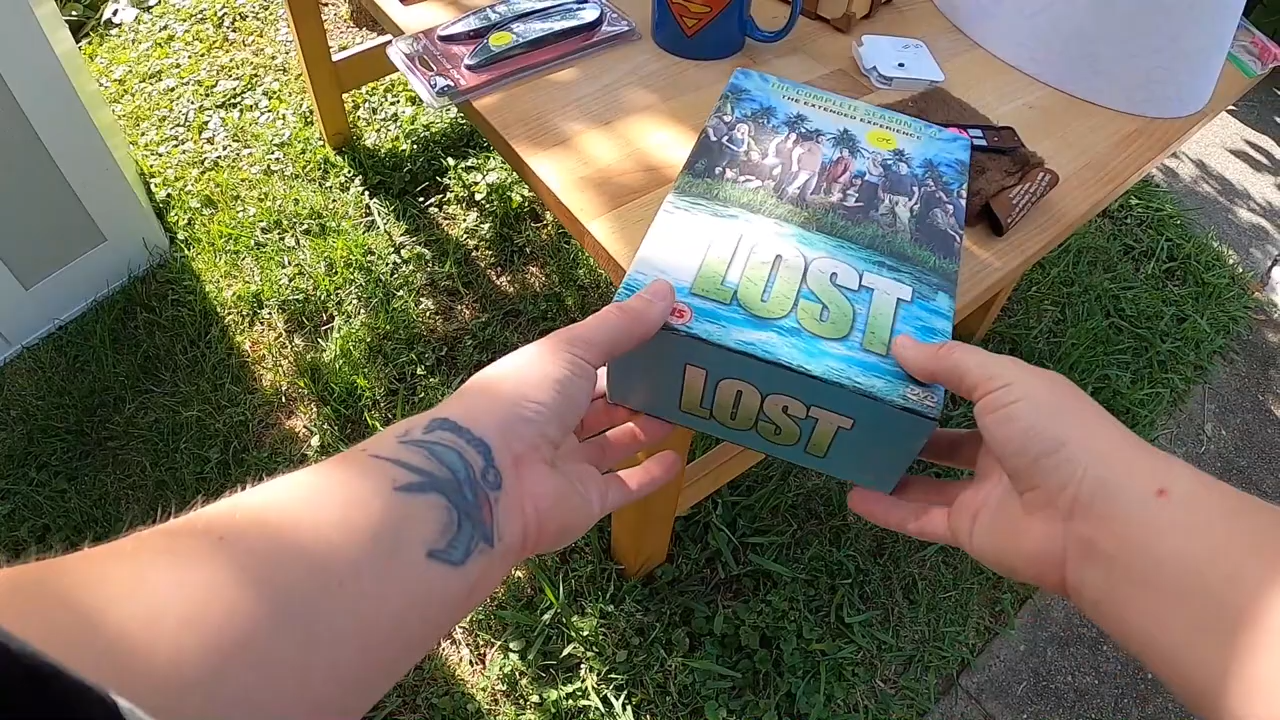 THE COMPLETE SEASON
THE EXTENDED EXPERIENCE
LOST
15
DVD
LOST